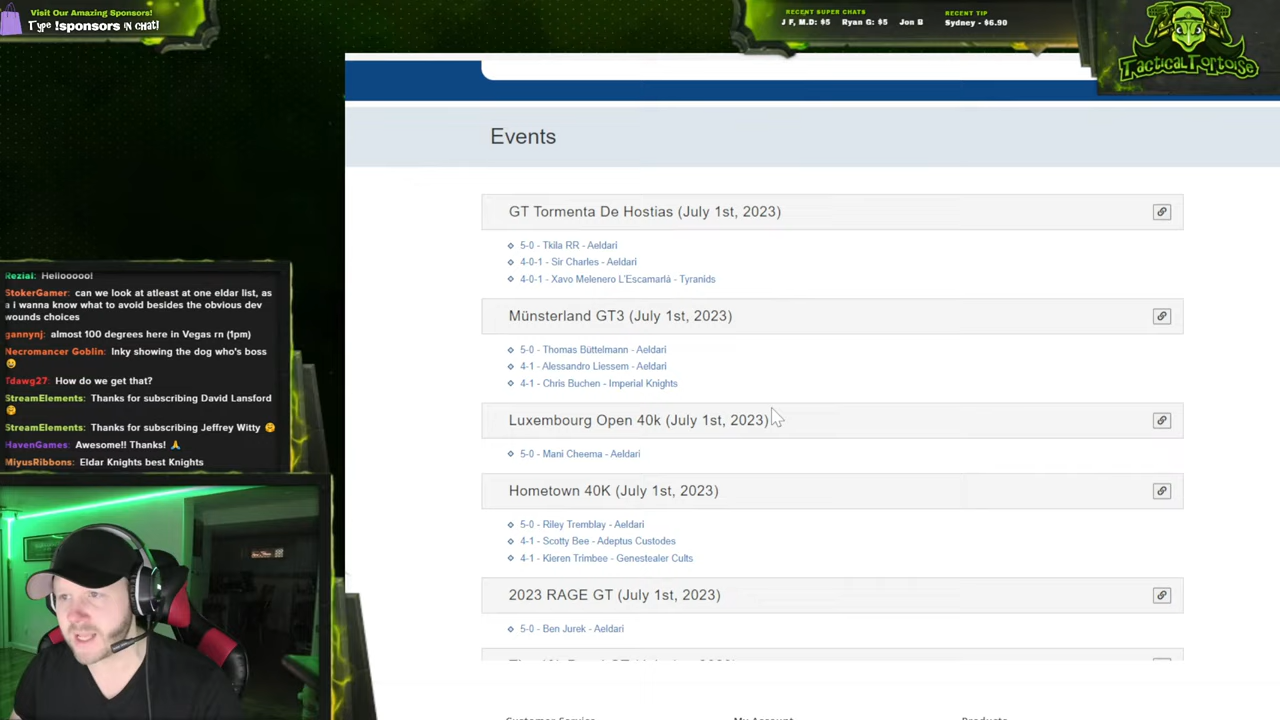 Visit Our Amazing Sponsors!
Type !sponsors in chat!
RECENT SUPER CHATS
J F, M.D: $5 Ryan G: $5 Jon B
RECENT TIP
Sydney - $6.90
TACTICALTORTOISE
Events
GT Tormenta De Hostias (July 1st, 2023)
5-0 - Tkila RR - Aeldari
4-0-1 - Sir Charles - Aeldari
4-0-1 - Xavo Melenero L'Escamarlà - Tyranids
Münsterland GT3 (July 1st, 2023)
5-0 - Thomas Büttelmann - Aeldari
4-1 - Alessandro Liessem - Aeldari
4-1 - Chris Buchen - Imperial Knights
Luxembourg Open 40k (July 1st, 2023)
5-0 - Mani Cheema - Aeldari
Hometown 40K (July 1st, 2023)
5-0 - Riley Tremblay - Aeldari
4-1 - Scotty Bee - Adeptus Custodes
4-1 - Kieren Trimbee - Genestealer Cults
2023 RAGE GT (July 1st, 2023)
5-0 - Ben Jurek - Aeldari
Rezial: Hellooooo!
StokerGamer: can we look at atleast at one eldar list, as
a i wanna know what to avoid besides the obvious dev
wounds choices
gannynj: almost 100 degrees here in Vegas rn (1pm)
Necromancer Goblin: Inky showing the dog who's boss
Tdawg27: How do we get that?
StreamElements: Thanks for subscribing David Lansford
StreamElements: Thanks for subscribing Jeffrey Witty
HavenGames: Awesome!! Thanks!
MiyusRibbons: Eldar Knights best Knights
Customer Service
My Account
Products